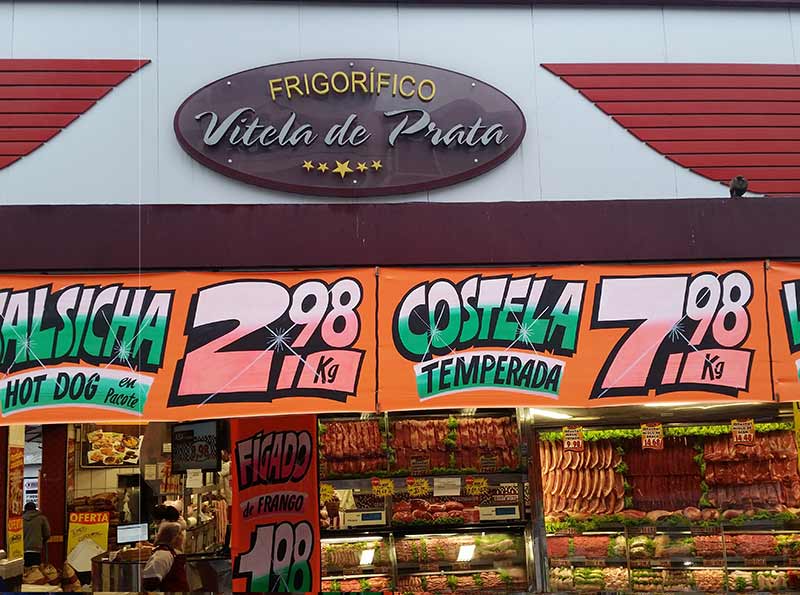 FRIGORÍFICO
Vitela de Prata
SALSICHA
HOT DOG en
Pacote
2.98
Kg
COSTELA
TEMPERADA
7.98
Kg
FÍGADO
de FRANGO
1.98
OFERTA